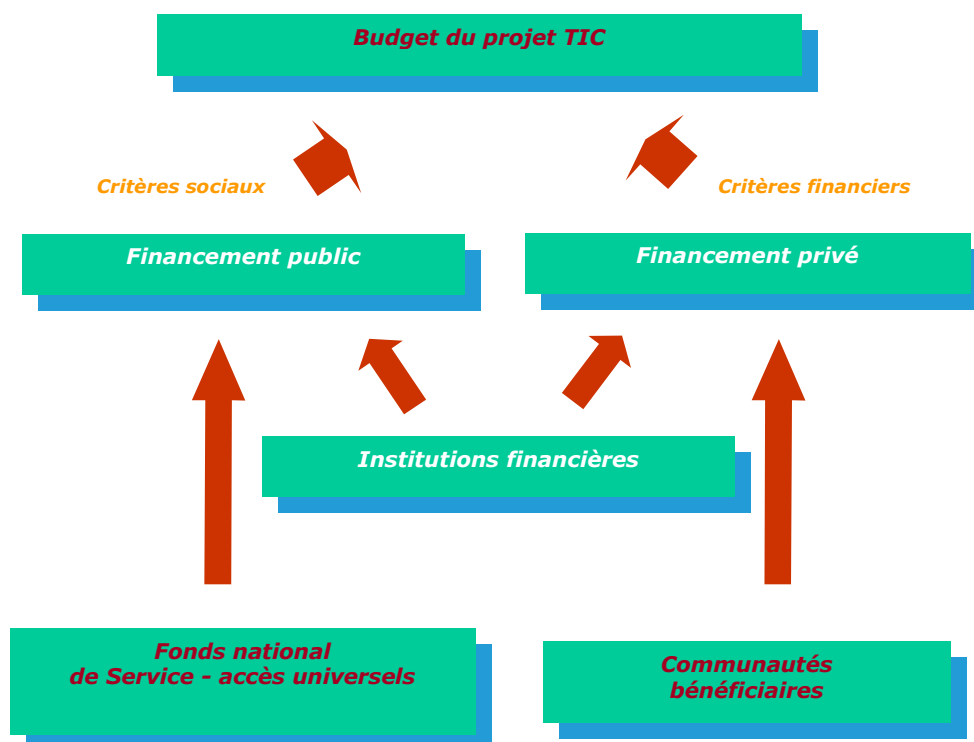 Budget du projet TIC
Critères sociaux
Critères financiers
Financement public
Financement privé
Institutions financières
Fonds national
de Service – accès universels
Communautés
bénéficiaires